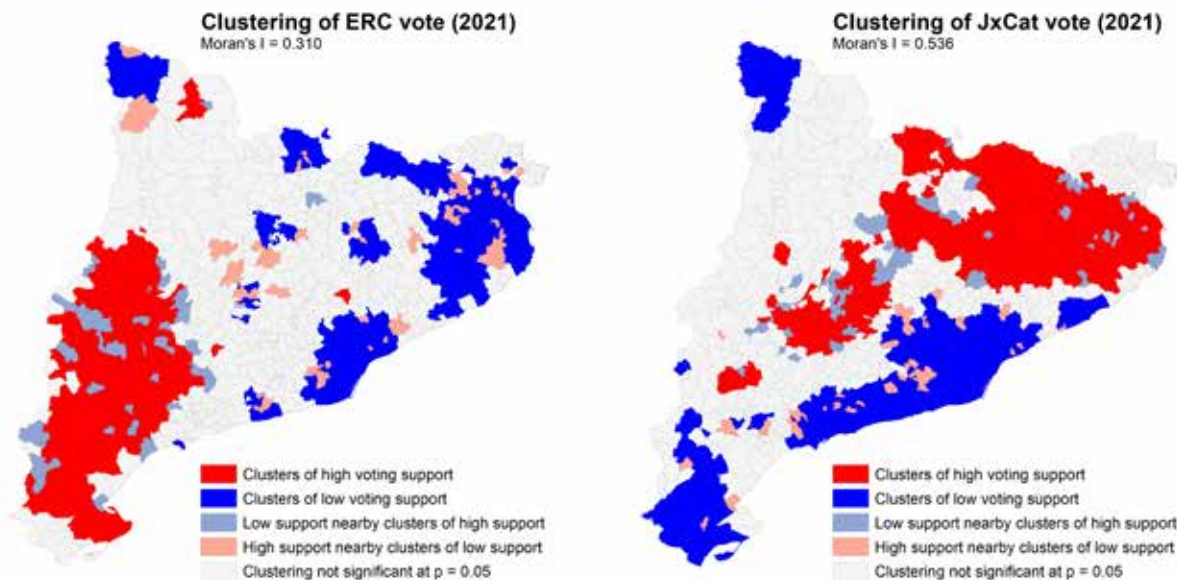 Clustering of ERC vote (2021)
Moran's I = 0.310
Clusters of high voting support
Clusters of low voting support
Low support nearby clusters of high support
High support nearby clusters of low support
Clustering not significant at p = 0.05
Clustering of JxCat vote (2021)
Moran's I = 0.536
Clusters of high voting support
Clusters of low voting support
Low support nearby clusters of high support
High support nearby clusters of low support
Clustering not significant at p = 0.05